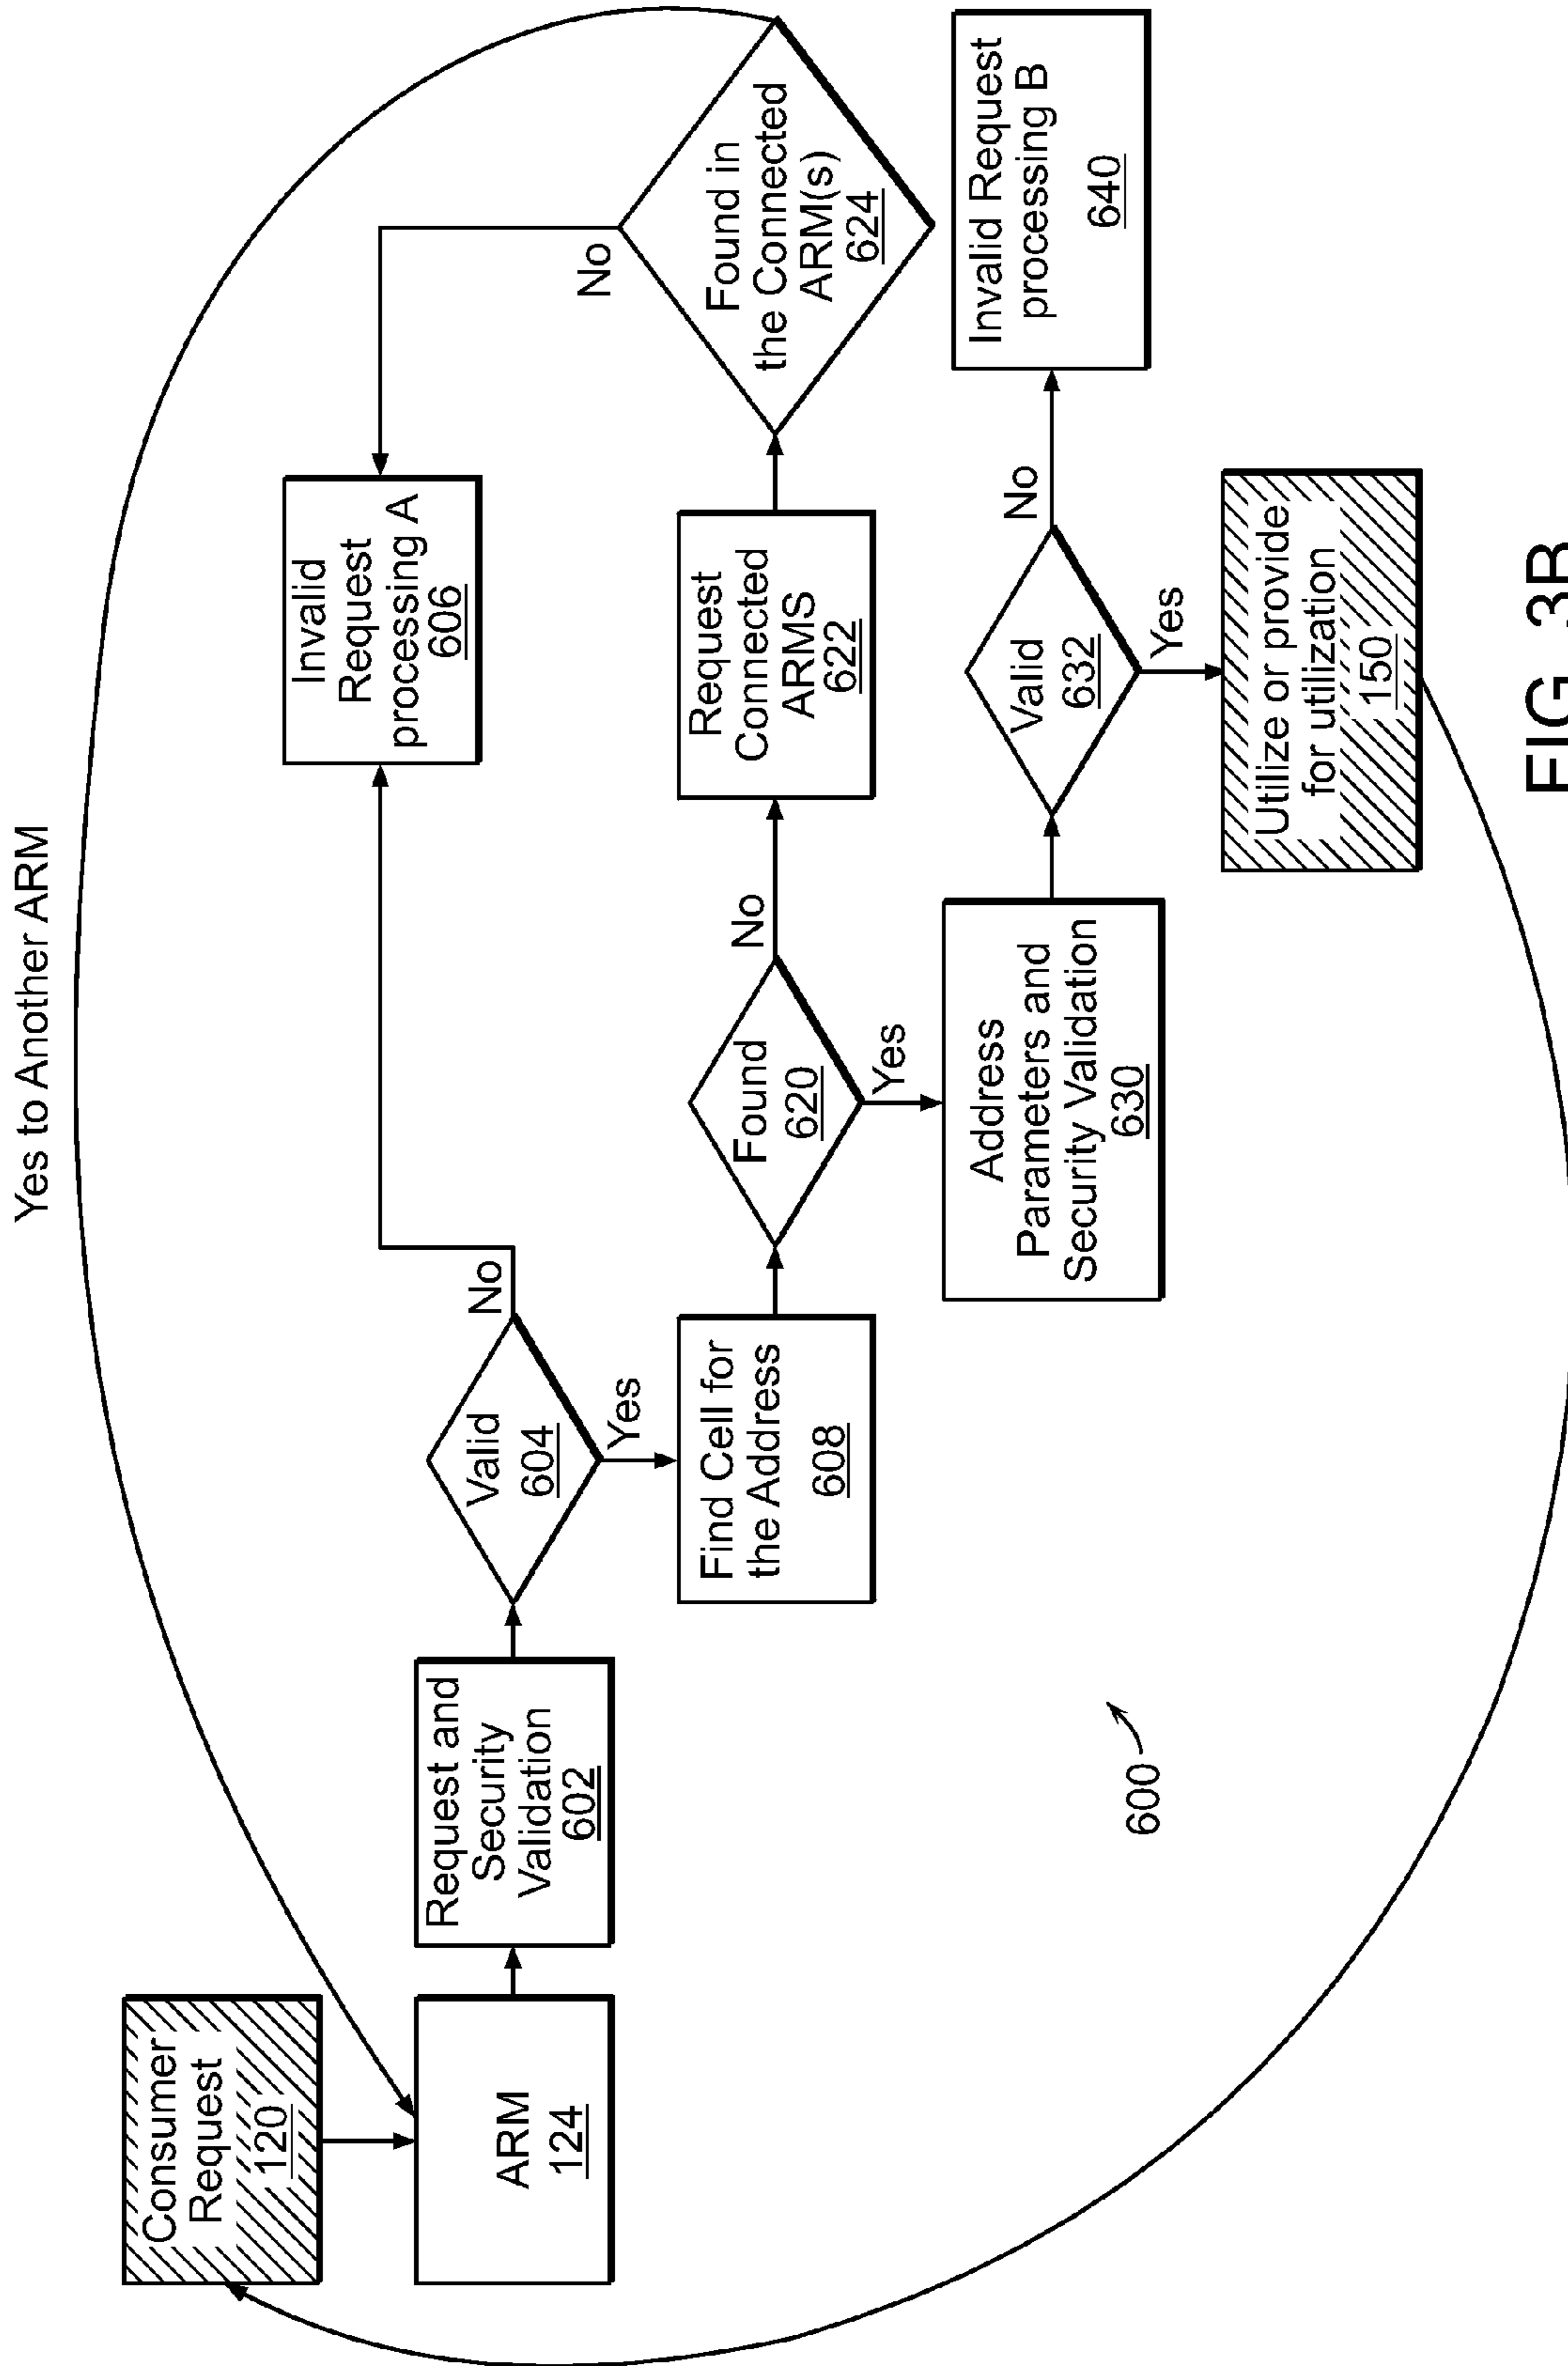 Yes to Another ARM
Consumer
Request
120
ARM
124
Request and
Security
Validation
602
Valid
604
No
Yes
Invalid
Request
processing A
606
Find Cell for
the Address
608
Found
620
No
Yes
Request
Connected
ARMS
622
Found in
the Connected
ARM(s)
624
No
Address
Parameters and
Security Validation
630
Valid
632
No
Yes
Invalid Request
processing B
640
Utilize or provide
for utilization
150
600
FIG. 3B